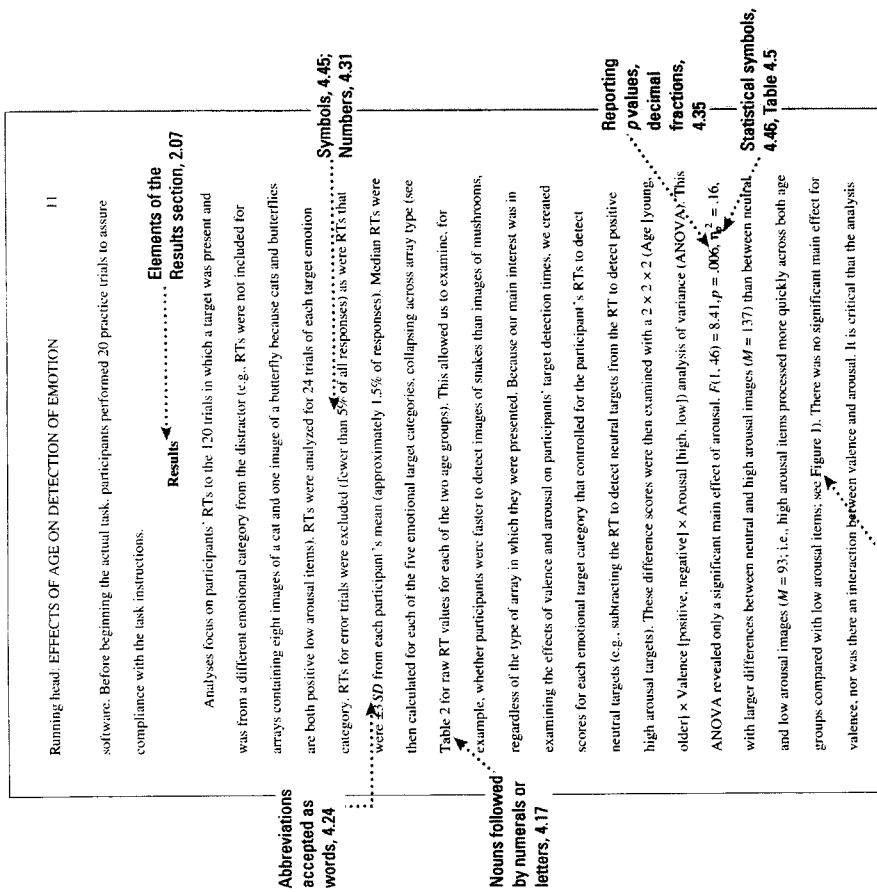 Running head: EFFECTS OF AGE ON DETECTION OF EMOTION 11
software. Before beginning the actual task, participants performed 20 practice trials to assure
compliance with the task instructions.
Elements of the
Results section, 2.07
Results
Analyses focus on participants' RTs to the 120 trials in which a target was present and
was from a different emotional category from the distractor (e.g., RTs were not included for
arrays containing eight images of a cat and one image of a butterfly because cats and butterflies
are both positive low arousal items). RTs were analyzed for 24 trials of each target emotion
category. RTs for error trials were excluded (fewer than 5% of all responses) as were RTs that
were ±3 SD from each participant's mean (approximately 1.5% of responses). Median RTs were
then calculated for each of the five emotional target categories, collapsing across array type (see
Table 2 for raw RT values for each of the two age groups). This allowed us to examine, for
example, whether participants were faster to detect images of snakes than images of mushrooms,
regardless of the type of array in which they were presented. Because our main interest was in
examining the effects of valence and arousal on participants' target detection times, we created
scores for each emotional target category that controlled for the participant's RTs to detect
neutral targets (e.g., subtracting the RT to detect neutral targets from the RT to detect positive
high arousal targets). These difference scores were then examined with a 2 × 2 × 2 (Age [young,
older] × Valence [positive, negative] × Arousal [high, low]) analysis of variance (ANOVA). This
ANOVA revealed only a significant main effect of arousal, F(1, 46) = 8.41, p = .006, ηp² = .16,
with larger differences between neutral and high arousal images (M = 137) than between neutral
and low arousal images (M = 93; i.e., high arousal items processed more quickly across both age
groups compared with low arousal items; see Figure 1). There was no significant main effect for
valence, nor was there an interaction between valence and arousal. It is critical that the analysis
Abbreviations
accepted as
words, 4.24
Nouns followed
by numerals or
letters, 4.17
Symbols, 4.45;
Numbers, 4.31
Reporting
p values,
decimal
fractions,
4.35
Statistical symbols,
4.46, Table 4.5